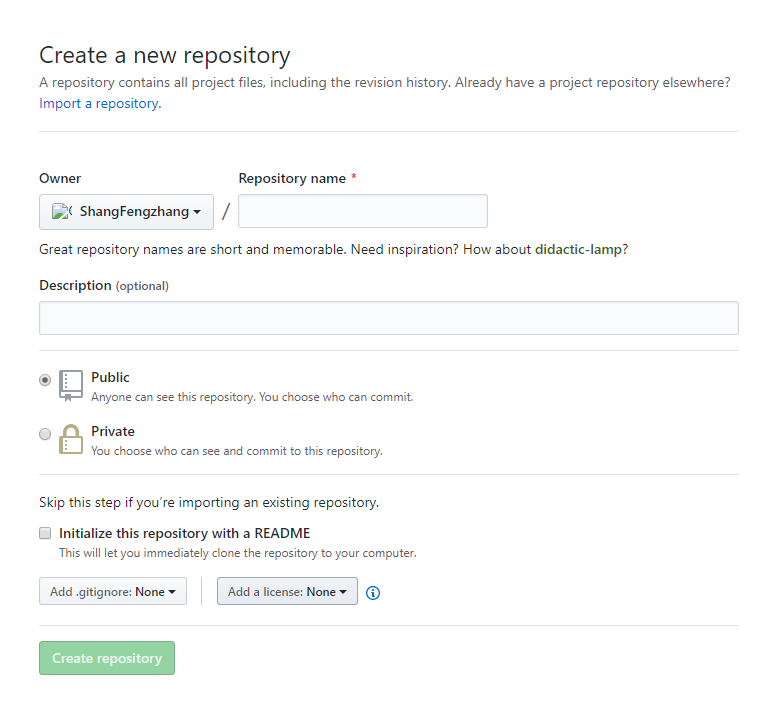 Create a new repository
A repository contains all project files, including the revision history. Already have a project repository elsewhere?
Import a repository.
Owner
Repository name *
ShangFengzhang
/
Great repository names are short and memorable. Need inspiration? How about didactic-lamp?
Description (optional)
Public
Anyone can see this repository. You choose who can commit.
Private
You choose who can see and commit to this repository.
Skip this step if you’re importing an existing repository.
Initialize this repository with a README
This will let you immediately clone the repository to your computer.
Add .gitignore: None
Add a license: None
Create repository